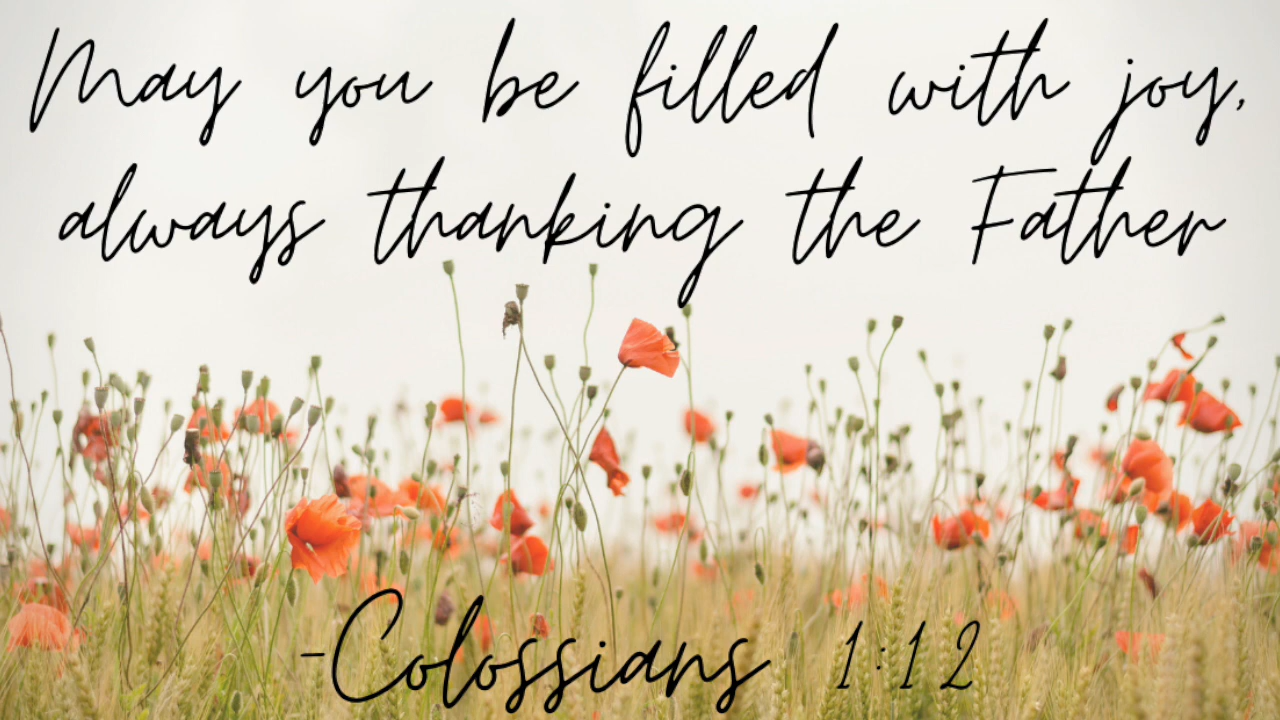 May you be filled with joy,
always thanking the Father
-Colossians 1:12